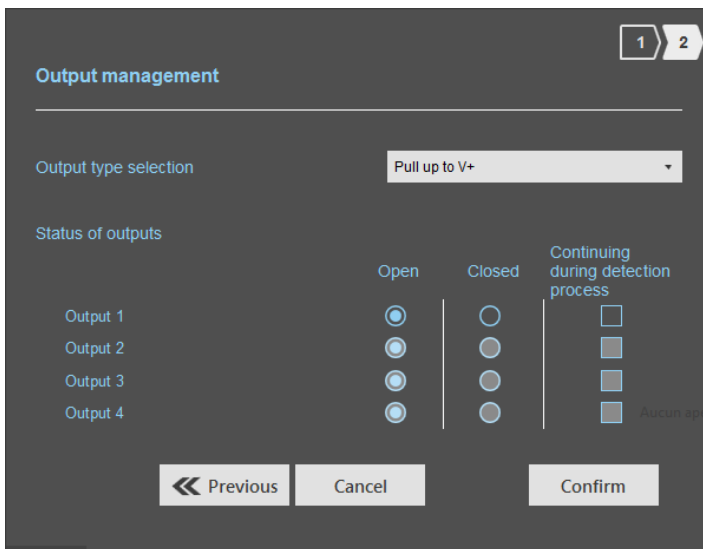 1 2
Output management
Output type selection Pull up to V+
Status of outputs
Open Closed Continuing during detection process
Output 1
Output 2
Output 3
Output 4 Aucun
Previous Cancel Confirm